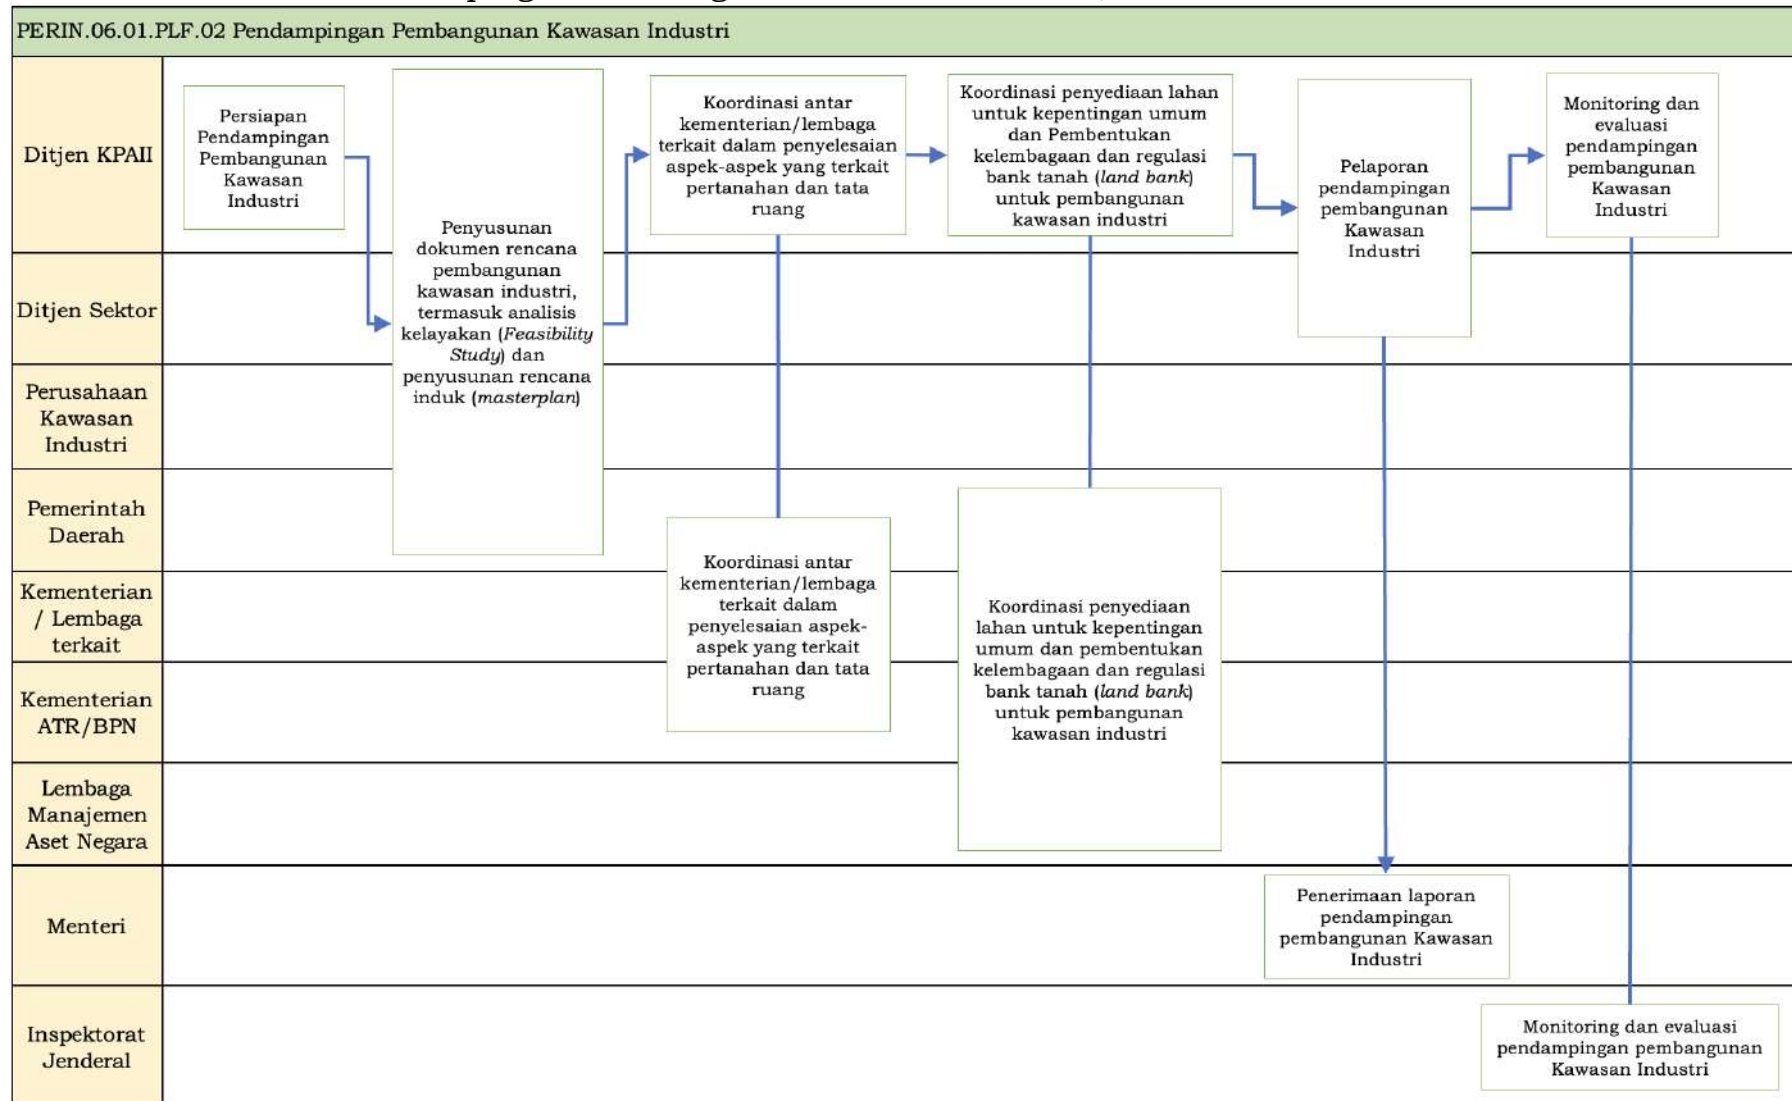 PERIN.06.01.PLF.02 Pendampingan Pembangunan Kawasan Industri
Ditjen KPAII
Persiapan
Pendampingan
Pembangunan
Kawasan
Industri
Penyusunan
dokumen rencana
pembangunan
kawasan industri,
termasuk analisis
kelayakan (Feasibility
Study) dan
penyusunan rencana
induk (masterplan)
Koordinasi antar
kementerian/lembaga
terkait dalam penyelesaian
aspek-aspek yang terkait
pertanahan dan tata
ruang
Koordinasi penyediaan lahan
untuk kepentingan umum
dan Pembentukan
kelembagaan dan regulasi
bank tanah (land bank)
untuk pembangunan
kawasan industri
Pelaporan
pendampingan
pembangunan
Kawasan
Industri
Monitoring dan
evaluasi
pendampingan
pembangunan
Kawasan
Industri
Ditjen Sektor
Perusahaan
Kawasan
Industri
Pemerintah
Daerah
Koordinasi antar
kementerian/lembaga
terkait dalam
penyelesaian aspek-
aspek yang terkait
pertanahan dan tata
ruang
Koordinasi penyediaan
lahan untuk kepentingan
umum dan pembentukan
kelembagaan dan regulasi
bank tanah (land bank)
untuk pembangunan
kawasan industri
Kementerian
/ Lembaga
terkait
Kementerian
ATR/BPN
Lembaga
Manajemen
Aset Negara
Menteri
Penerimaan laporan
pendampingan
pembangunan Kawasan
Industri
Inspektorat
Jenderal
Monitoring dan evaluasi
pendampingan pembangunan
Kawasan Industri